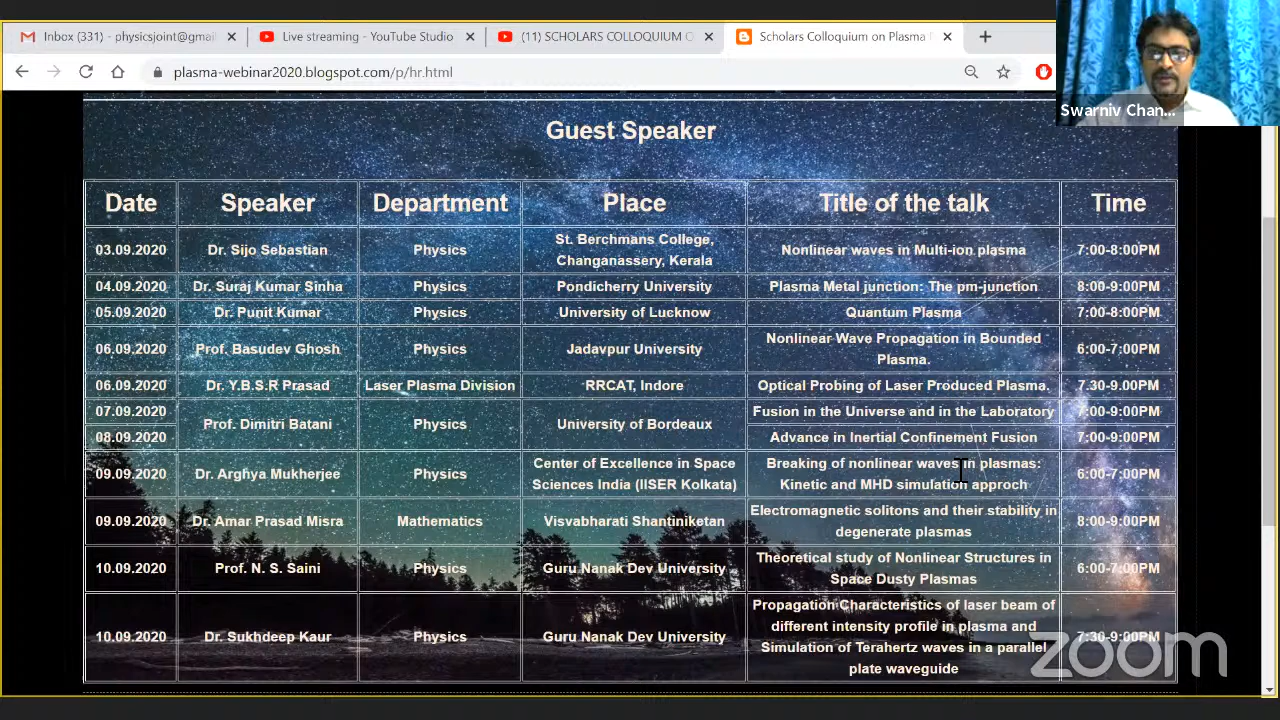 Inbox (331) - physicsjoint@gmai
Live streaming - YouTube Studio
(11) SCHOLARS COLLOQUIUM O
Scholars Colloquium on Plasma
plasma-webinar2020.blogspot.com/p/hr.html
Swarniv Chan...
Guest Speaker
Date Speaker Department Place Title of the talk Time
03.09.2020 Dr. Sijo Sebastian Physics St. Berchmans College, Nonlinear waves in Multi-ion plasma 7:00-8:00PM
Changanassery, Kerala
04.09.2020 Dr. Suraj Kumar Sinha Physics Pondicherry University Plasma Metal junction: The pm-junction 8:00-9:00PM
05.09.2020 Dr. Punit Kumar Physics University of Lucknow Quantum Plasma 7:00-8:00PM
06.09.2020 Prof. Basudev Ghosh Physics Jadavpur University Nonlinear Wave Propagation in Bounded 6:00-7:00PM
Plasma.
06.09.2020 Dr. Y.B.S.R Prasad Laser Plasma Division RRCAT, Indore Optical Probing of Laser Produced Plasma. 7.30-9.00PM
07.09.2020 Prof. Dimitri Batani Physics University of Bordeaux Fusion in the Universe and in the Laboratory 7:00-9:00PM
08.09.2020 Advance in Inertial Confinement Fusion 7:00-9:00PM
09.09.2020 Dr. Arghya Mukherjee Physics Center of Excellence in Space Breaking of nonlinear waves in plasmas: 6:00-7:00PM
Sciences India (IISER Kolkata) Kinetic and MHD simulation approch
09.09.2020 Dr. Amar Prasad Misra Mathematics Visvabharati Shantiniketan Electromagnetic solitons and their stability in 8:00-9:00PM
degenerate plasmas
10.09.2020 Prof. N. S. Saini Physics Guru Nanak Dev University Theoretical study of Nonlinear Structures in 6:00-7:00PM
Space Dusty Plasmas
10.09.2020 Dr. Sukhdeep Kaur Physics Guru Nanak Dev University Propagation Characteristics of laser beam of 7:30-9:00PM
different intensity profile in plasma and
Simulation of Terahertz waves in a parallel
plate waveguide
zoom